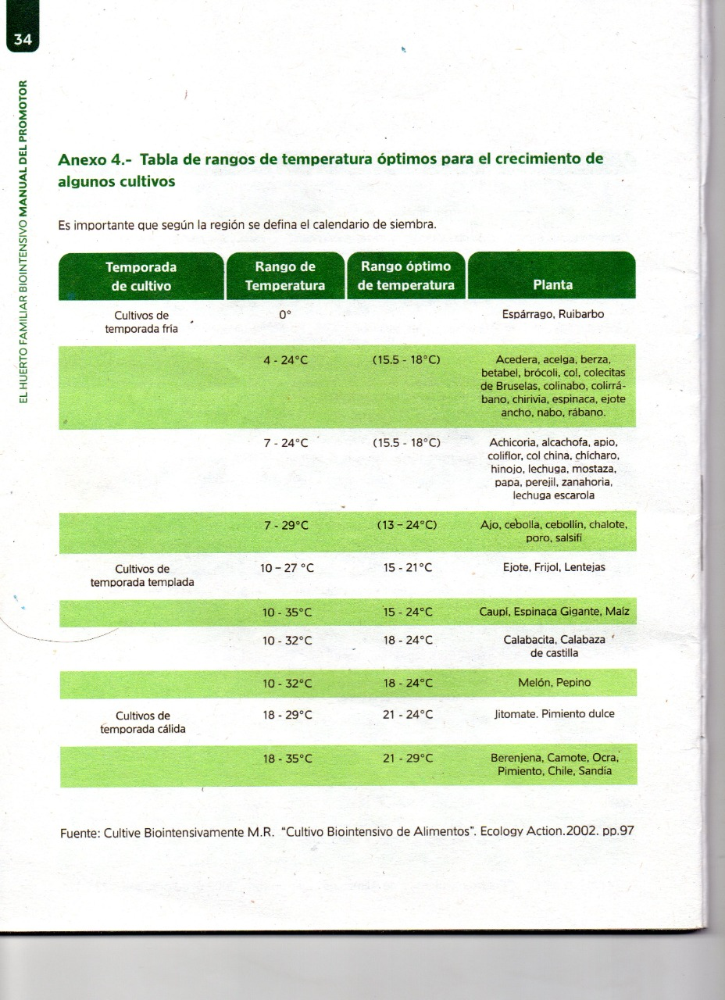 34
EL HUERTO FAMILIAR BIOINTENSIVO MANUAL DEL PROMOTOR
Anexo 4.- Tabla de rangos de temperatura óptimos para el crecimiento de
algunos cultivos
Es importante que según la región se defina el calendario de siembra.
Temporada
de cultivo
Rango de
Temperatura
Rango óptimo
de temperatura
Planta
Cultivos de
temporada fría
0°
Espárrago, Ruibarbo
4 - 24°C
(15.5 - 18°C)
Acedera, acelga, berza,
betabel, brócoli, col, colecitas
de Bruselas, colinabo, colirrá-
bano, chirivia, espinaca, ejote
ancho, nabo, rábano.
7 - 24°C
(15.5 - 18°C)
Achicoria, alcachofa, apio,
coliflor, col china, chícharo,
hinojo, lechuga, mostaza,
papa, perejil, zanahoria,
lechuga escarola
7 - 29°C
(13 – 24°C)
Ajo, cebolla, cebollín, chalote,
poro, salsifí
Cultivos de
temporada templada
10 – 27 °C
15 - 21°C
Ejote, Frijol, Lentejas
10 - 35°C
15 - 24°C
Caupí, Espinaca Gigante, Maíz
10 - 32°C
18 - 24°C
Calabacita, Calabaza
de castilla
10 - 32°C
18 - 24°C
Melón, Pepino
Cultivos de
temporada cálida
18 - 29°C
21 - 24°C
Jitomate. Pimiento dulce
18 - 35°C
21 - 29°C
Berenjena, Camote, Ocra,
Pimiento, Chile, Sandía
Fuente: Cultive Biointensivamente M.R. "Cultivo Biointensivo de Alimentos". Ecology Action.2002. pp.97